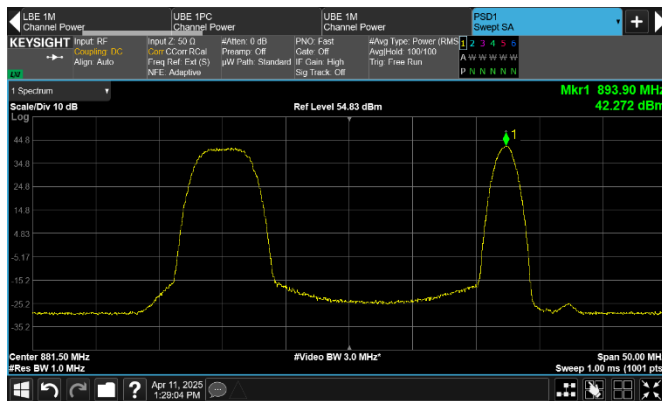 LBE 1M
Channel Power
UBE 1PC
Channel Power
UBE 1M
Channel Power
PSD1
Swept SA
KEYSIGHT
Input: RF
Coupling: DC
Align: Auto
Input Z: 50 Ω
Corr CCorr RCal
Freq Ref: Ext (S)
NFE: Adaptive
#Atten: 0 dB
Preamp: Off
µW Path: Standard
PNO: Fast
Gate: Off
IF Gain: High
Sig Track: Off
#Avg Type: Power (RMS
Avg|Hold: 100/100
Trig: Free Run
1 2 3 4 5 6
A W W W W W
P N N N N N
1 Spectrum
Scale/Div 10 dB
Log
Ref Level 54.83 dBm
Mkr1 893.90 MHz
42.272 dBm
1
44.8
34.8
24.8
14.8
4.83
-5.17
-15.2
-25.2
-35.2
Center 881.50 MHz
#Res BW 1.0 MHz
#Video BW 3.0 MHz*
Span 50.00 MH
Sweep 1.00 ms (1001 pts
?
Apr 11, 2025
1:29:04 PM